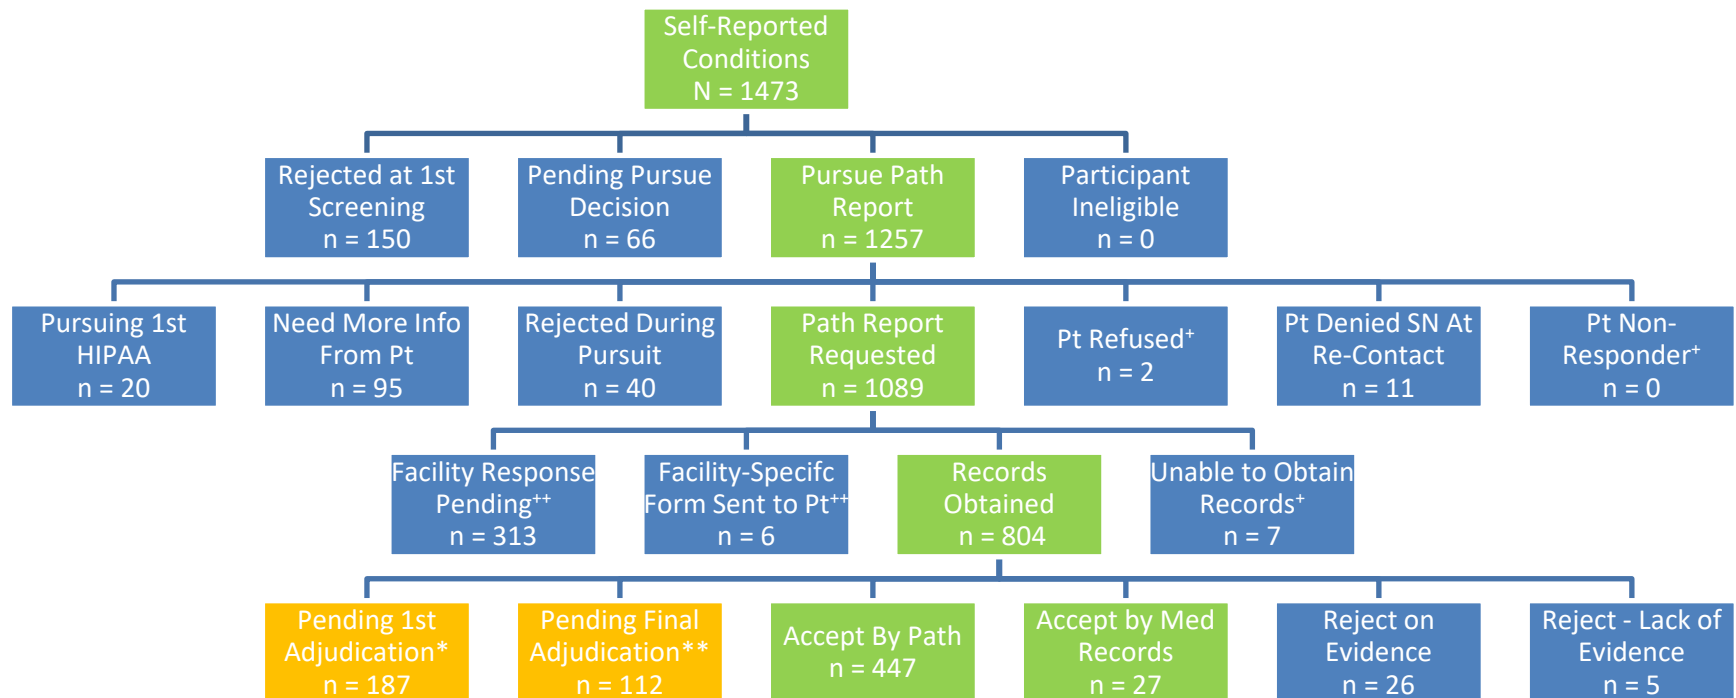 Self-Reported
Conditions
N = 1473
Rejected at 1st
Screening
n = 150
Pending Pursue
Decision
n = 66
Pursue Path
Report
n = 1257
Participant
Ineligible
n = 0
Pursuing 1st
HIPAA
n = 20
Need More Info
From Pt
n = 95
Rejected During
Pursuit
n = 40
Path Report
Requested
n = 1089
Pt Refused⁺
n = 2
Pt Denied SN At
Re-Contact
n = 11
Pt Non-
Responder⁺
n = 0
Facility Response
Pending⁺⁺
n = 313
Facility-Specifc
Form Sent to Pt⁺⁺
n = 6
Records
Obtained
n = 804
Unable to Obtain
Records⁺
n = 7
Pending 1st
Adjudication*
n = 187
Pending Final
Adjudication**
n = 112
Accept By Path
n = 447
Accept by Med
Records
n = 27
Reject on
Evidence
n = 26
Reject - Lack of
Evidence
n = 5